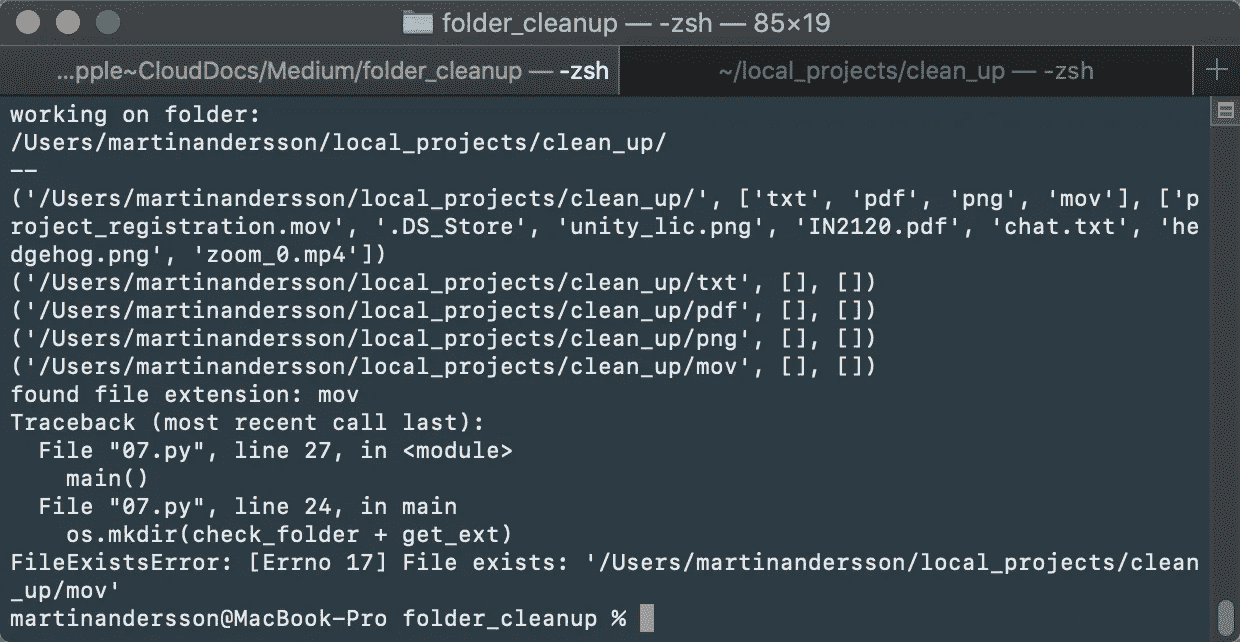 folder_cleanup — -zsh — 85×19
...pple~CloudDocs/Medium/folder_cleanup — -zsh
~/local_projects/clean_up — -zsh
working on folder:
/Users/martinandersson/local_projects/clean_up/
--
('/Users/martinandersson/local_projects/clean_up/', ['txt', 'pdf', 'png', 'mov'], ['p
roject_registration.mov', '.DS_Store', 'unity_lic.png', 'IN2120.pdf', 'chat.txt', 'he
dgehog.png', 'zoom_0.mp4'])
('/Users/martinandersson/local_projects/clean_up/txt', [], [])
('/Users/martinandersson/local_projects/clean_up/pdf', [], [])
('/Users/martinandersson/local_projects/clean_up/png', [], [])
('/Users/martinandersson/local_projects/clean_up/mov', [], [])
found file extension: mov
Traceback (most recent call last):
  File "07.py", line 27, in <module>
    main()
  File "07.py", line 24, in main
    os.mkdir(check_folder + get_ext)
FileExistsError: [Errno 17] File exists: '/Users/martinandersson/local_projects/clean
_up/mov'
martinandersson@MacBook-Pro folder_cleanup %